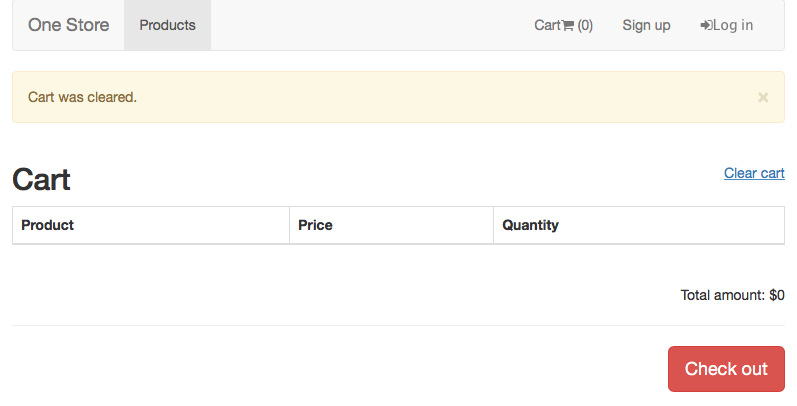 One Store Products Cart (0) Sign up Log in
Cart was cleared. ×
Cart Clear cart
Product Price Quantity
Total amount: $0
Check out